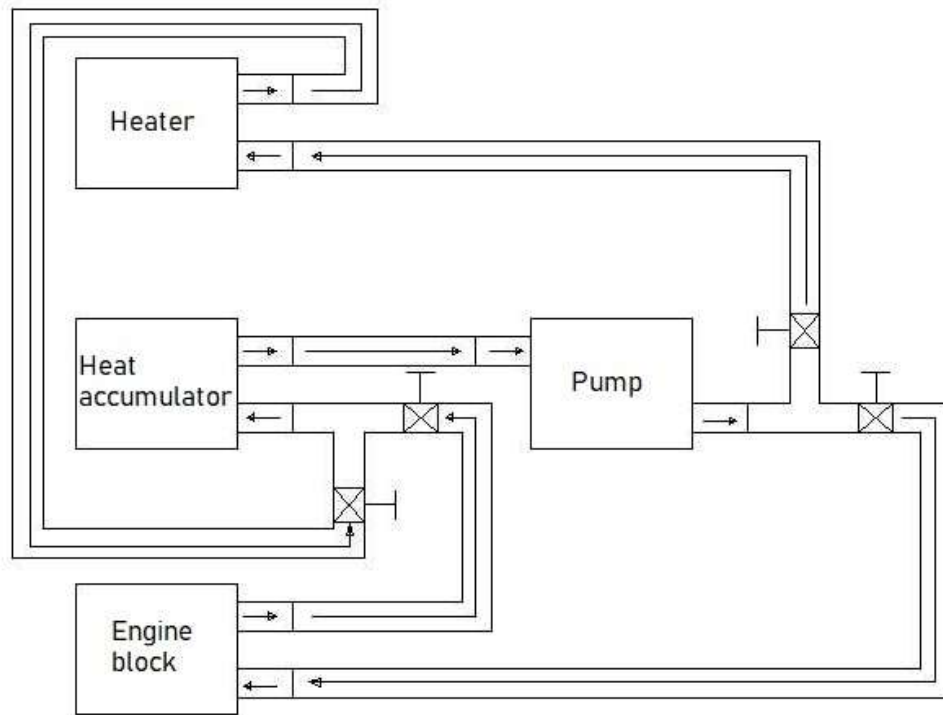 Heater
Heat
accumulator
Pump
Engine
block